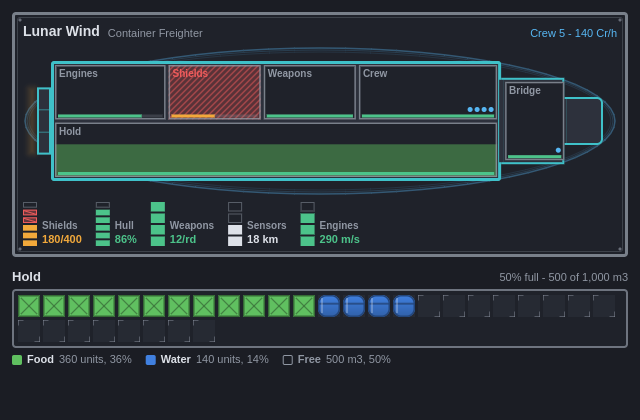 Lunar Wind Container Freighter Crew 5 - 140 Cr/h
Engines Shields Weapons Crew Bridge
Hold
Shields 180/400
Hull 86%
Weapons 12/rd
Sensors 18 km
Engines 290 m/s
Hold 50% full - 500 of 1,000 m3
Food 360 units, 36% Water 140 units, 14% Free 500 m3, 50%